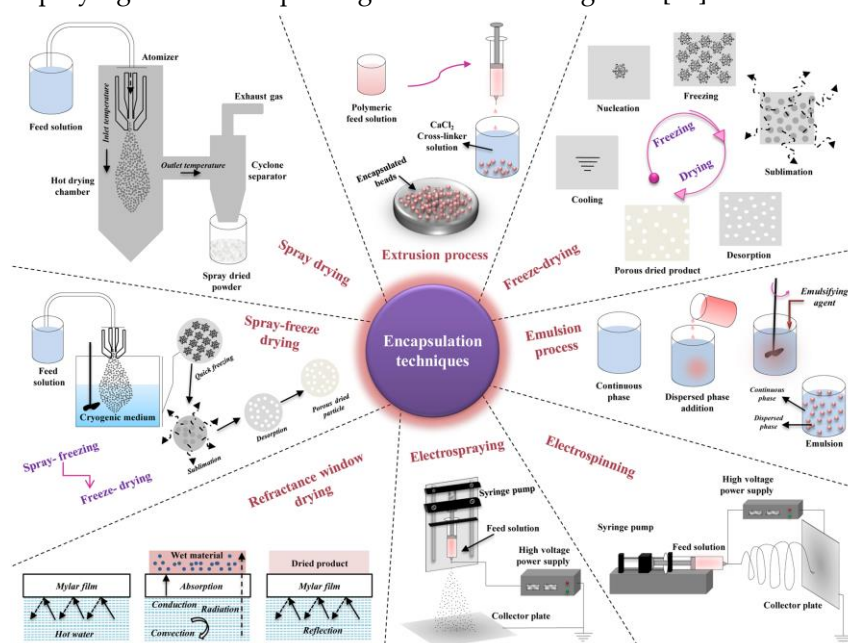 Atomizer
Feed solution
Inlet temperature
Hot drying
chamber
Outlet temperature
Exhaust gas
Cyclone
separator
Spray dried
powder
Spray drying
Polymeric
feed solution
CaCl2
Cross-linker
solution
Encapsulated
beads
Extrusion process
Nucleation
Freezing
Sublimation
Freezing
Drying
Cooling
Porous dried product
Desorption
Freeze-drying
Encapsulation
techniques
Spray-freeze
drying
Feed
solution
Cryogenic medium
Quick freezing
Sublimation
Desorption
Porous dried
particle
Spray- freezing
Freeze- drying
Emulsion
process
Continuous
phase
Dispersed phase
addition
Emulsifying
agent
Continuous
phase
Dispersed
phase
Emulsion
Refractance window
drying
Mylar film
Hot water
Wet material
Absorption
Conduction
Radiation
Convection
Dried product
Mylar film
Reflection
Electrospraying
Syringe pump
Feed solution
High voltage
power supply
Collector plate
Electrospinning
High voltage
power supply
Syringe pump
Feed solution
Collector plate